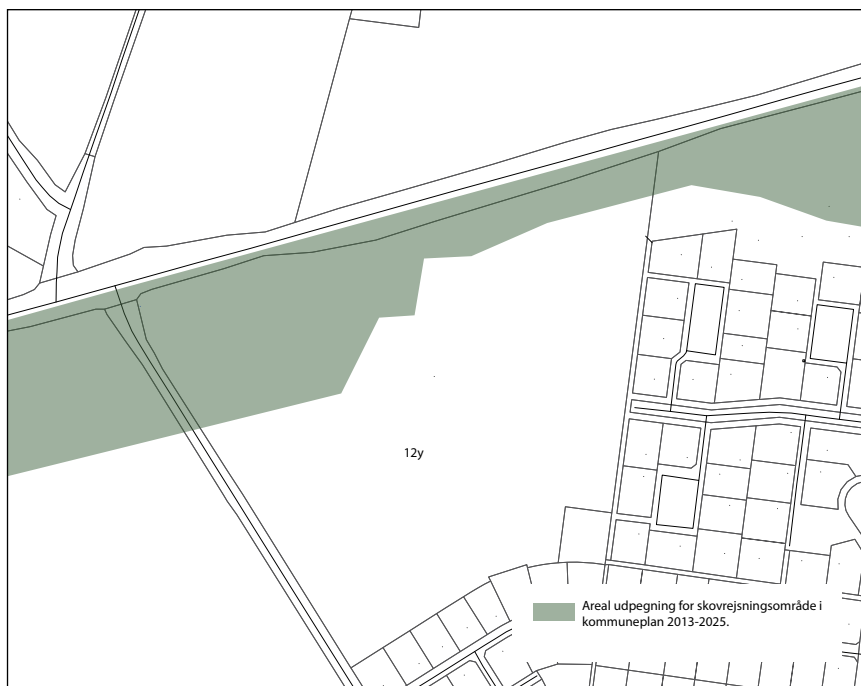 12y
Areal udpegning for skovrejsningsområde i
kommuneplan 2013-2025.